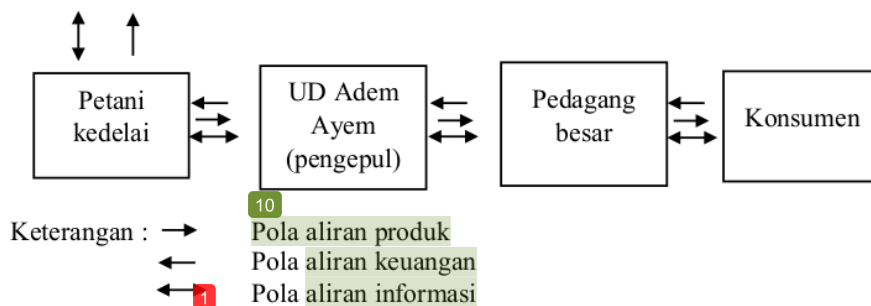 Petani
kedelai
UD Adem
Ayem
(pengepul)
Pedagang
besar
Konsumen
10
Keterangan :
Pola aliran produk
Pola aliran keuangan
1
Pola aliran informasi